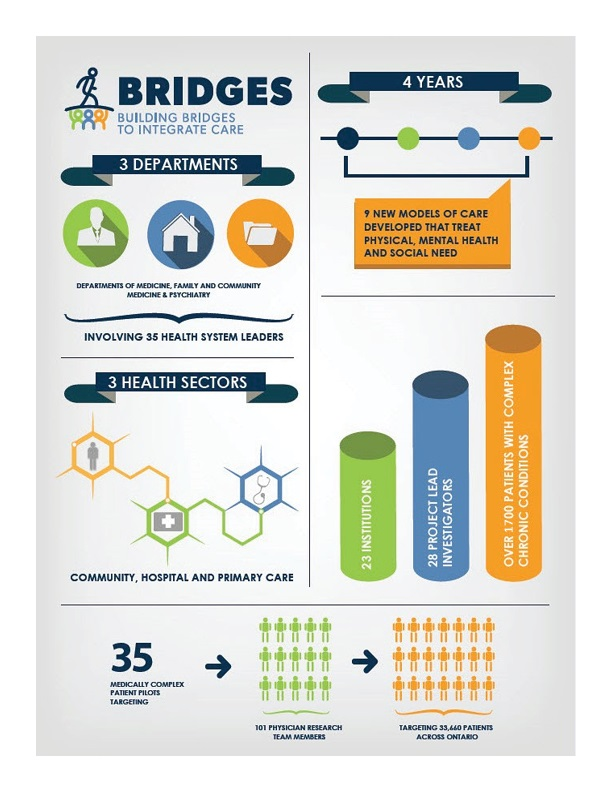 BRIDGES
BUILDING BRIDGES
TO INTEGRATE CARE
3 DEPARTMENTS
DEPARTMENTS OF MEDICINE, FAMILY AND COMMUNITY
MEDICINE & PSYCHIATRY
INVOLVING 35 HEALTH SYSTEM LEADERS
3 HEALTH SECTORS
COMMUNITY, HOSPITAL AND PRIMARY CARE
4 YEARS
9 NEW MODELS OF CARE
DEVELOPED THAT TREAT
PHYSICAL, MENTAL HEALTH
AND SOCIAL NEED
23 INSTITUTIONS
28 PROJECT LEAD
INVESTIGATORS
OVER 1700 PATIENTS WITH COMPLEX
CHRONIC CONDITIONS
35
MEDICALLY COMPLEX
PATIENT PILOTS
TARGETING
101 PHYSICIAN RESEARCH
TEAM MEMBERS
TARGETING 35,660 PATIENTS
ACROSS ONTARIO